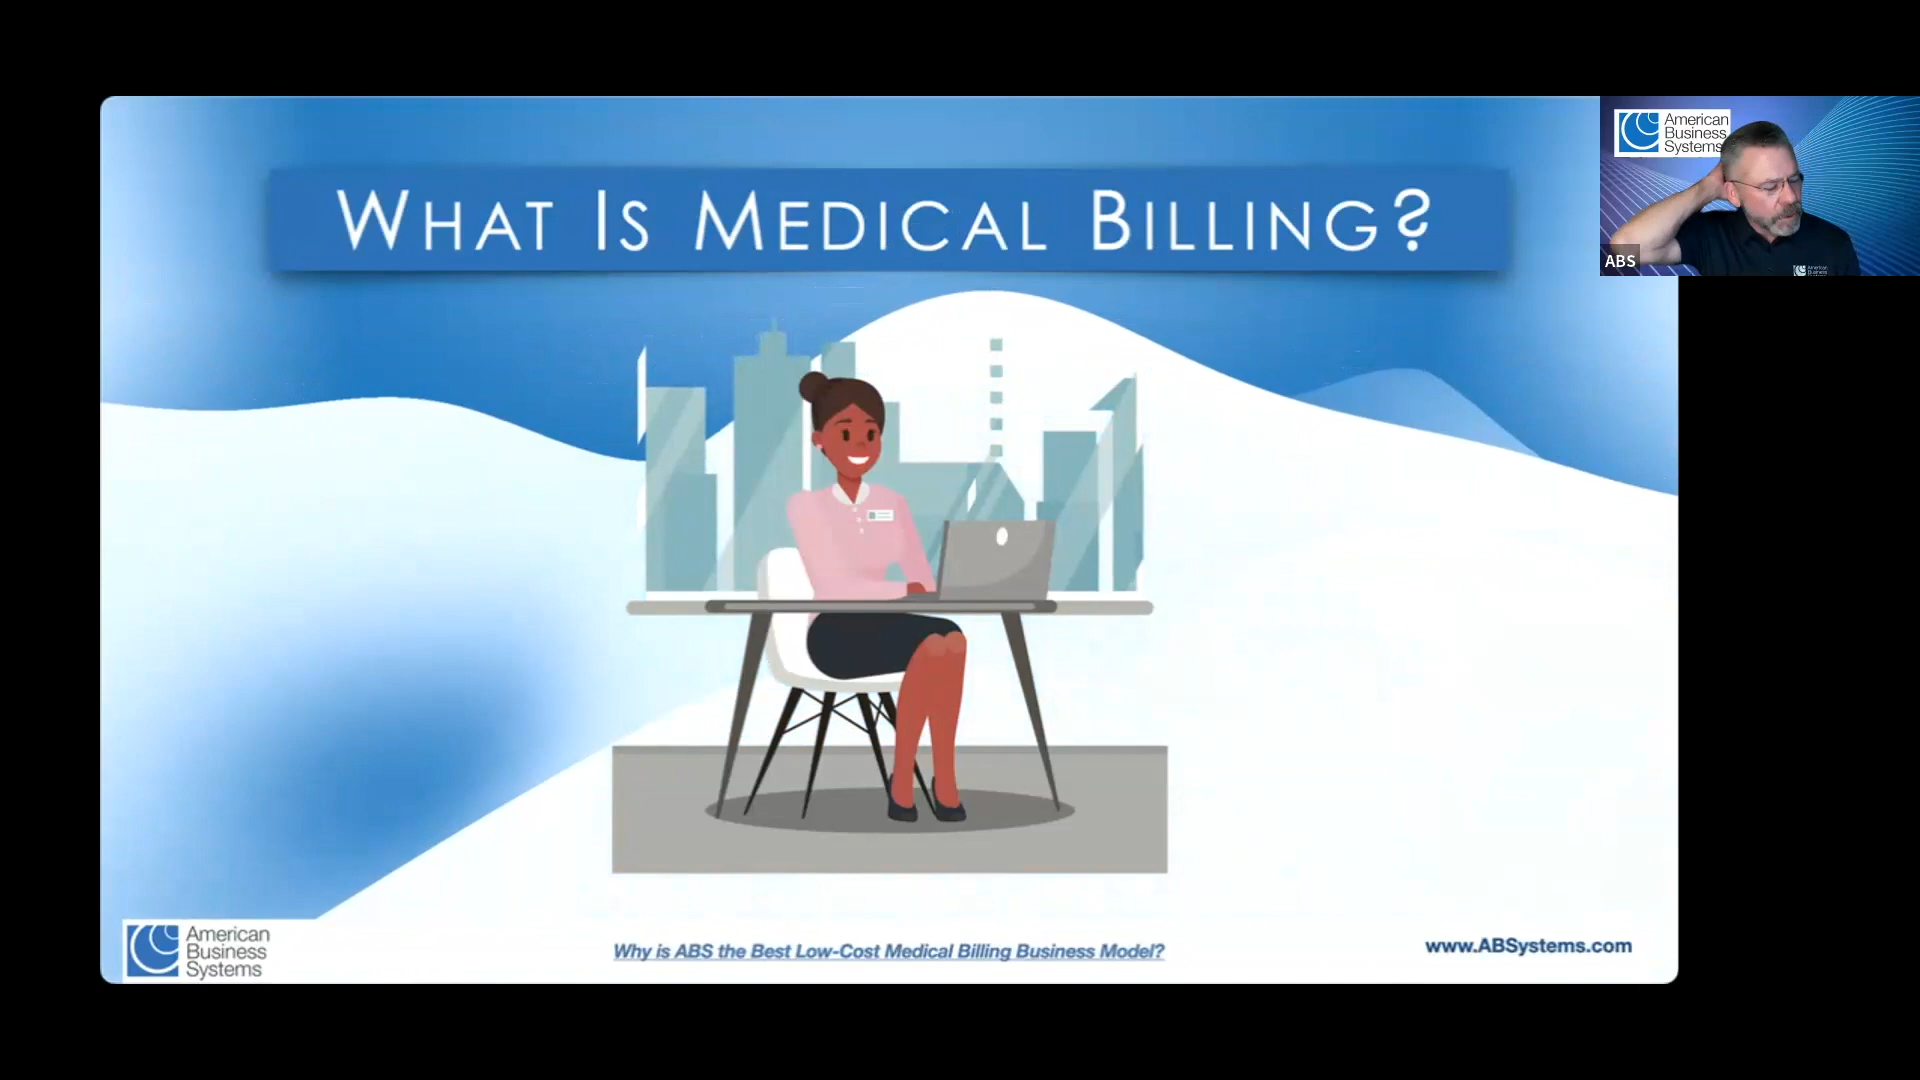 WHAT IS MEDICAL BILLING?
American
Business
Systems
ABS
American
Business
Systems
Why is ABS the Best Low-Cost Medical Billing Business Model?
www.ABSystems.com